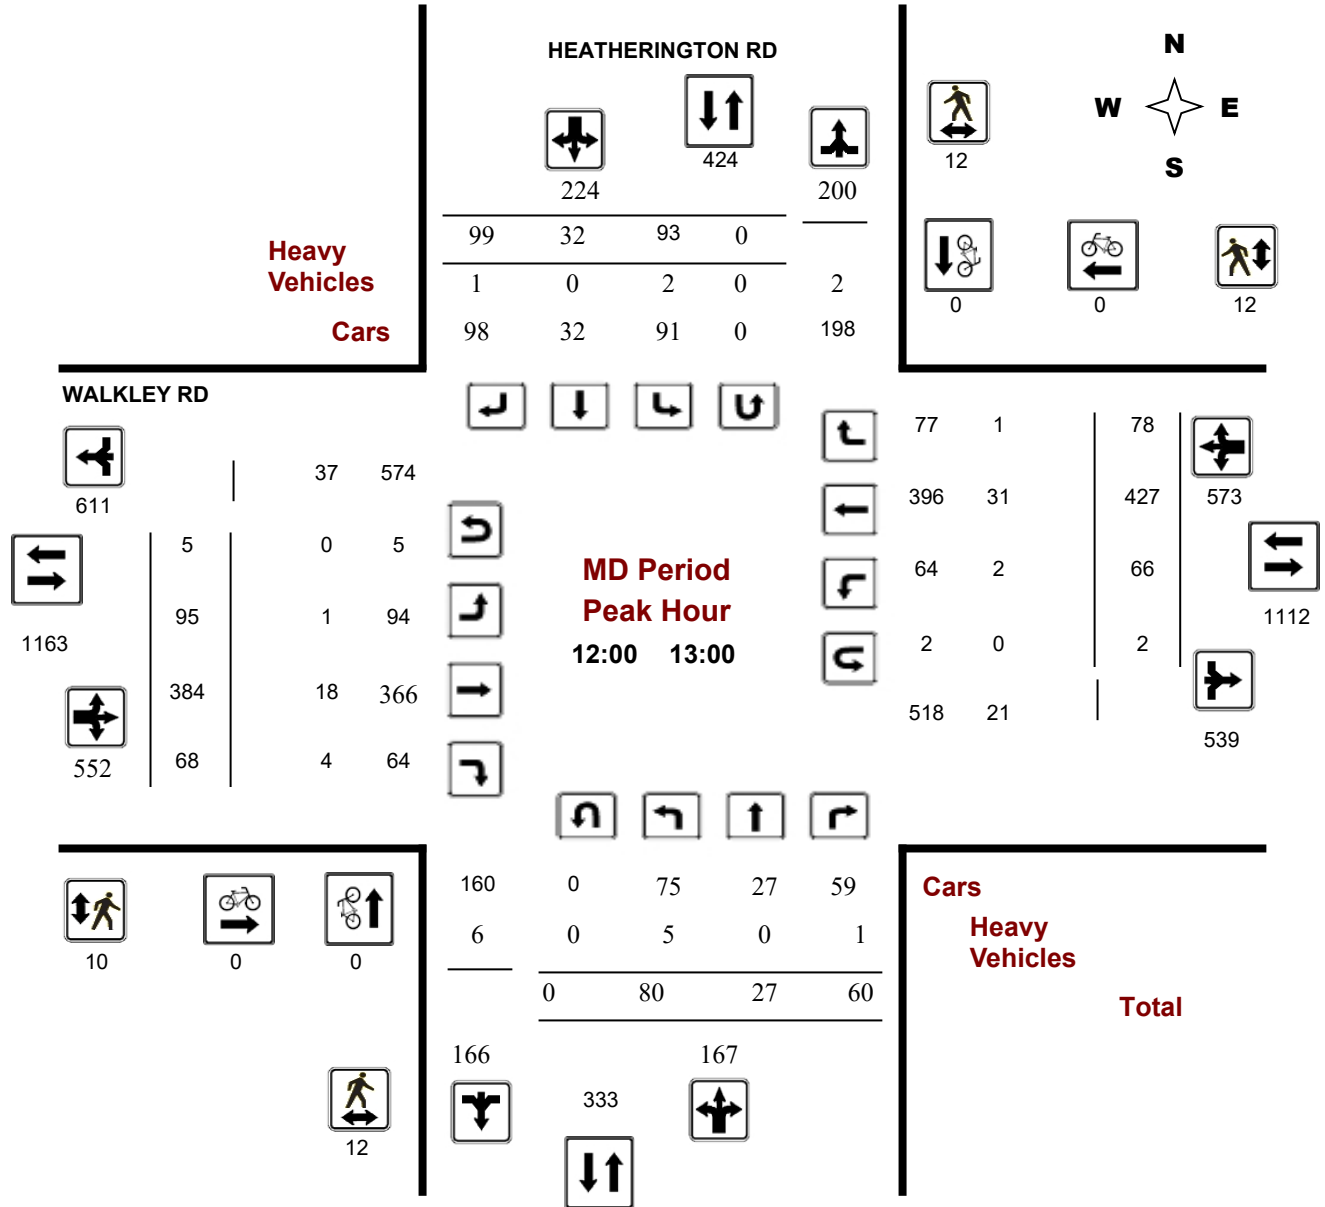 HEATHERINGTON RD
N
W E
S
424
12
224
200
99 32 93 0
Heavy
Vehicles
1 0 2 0 2
0 0 12
Cars
98 32 91 0 198
WALKLEY RD
77 1 78
37 574
611
396 31 427 573
5 0 5
MD Period
64 2 66
95 1 94
Peak Hour
1112
1163
12:00 13:00
2 0 2
384 18 366
518 21
539
552
68 4 64
160 0 75 27 59
Cars
6 0 5 0 1
Heavy
Vehicles
10 0 0
0 80 27 60
Total
166 167
333
12